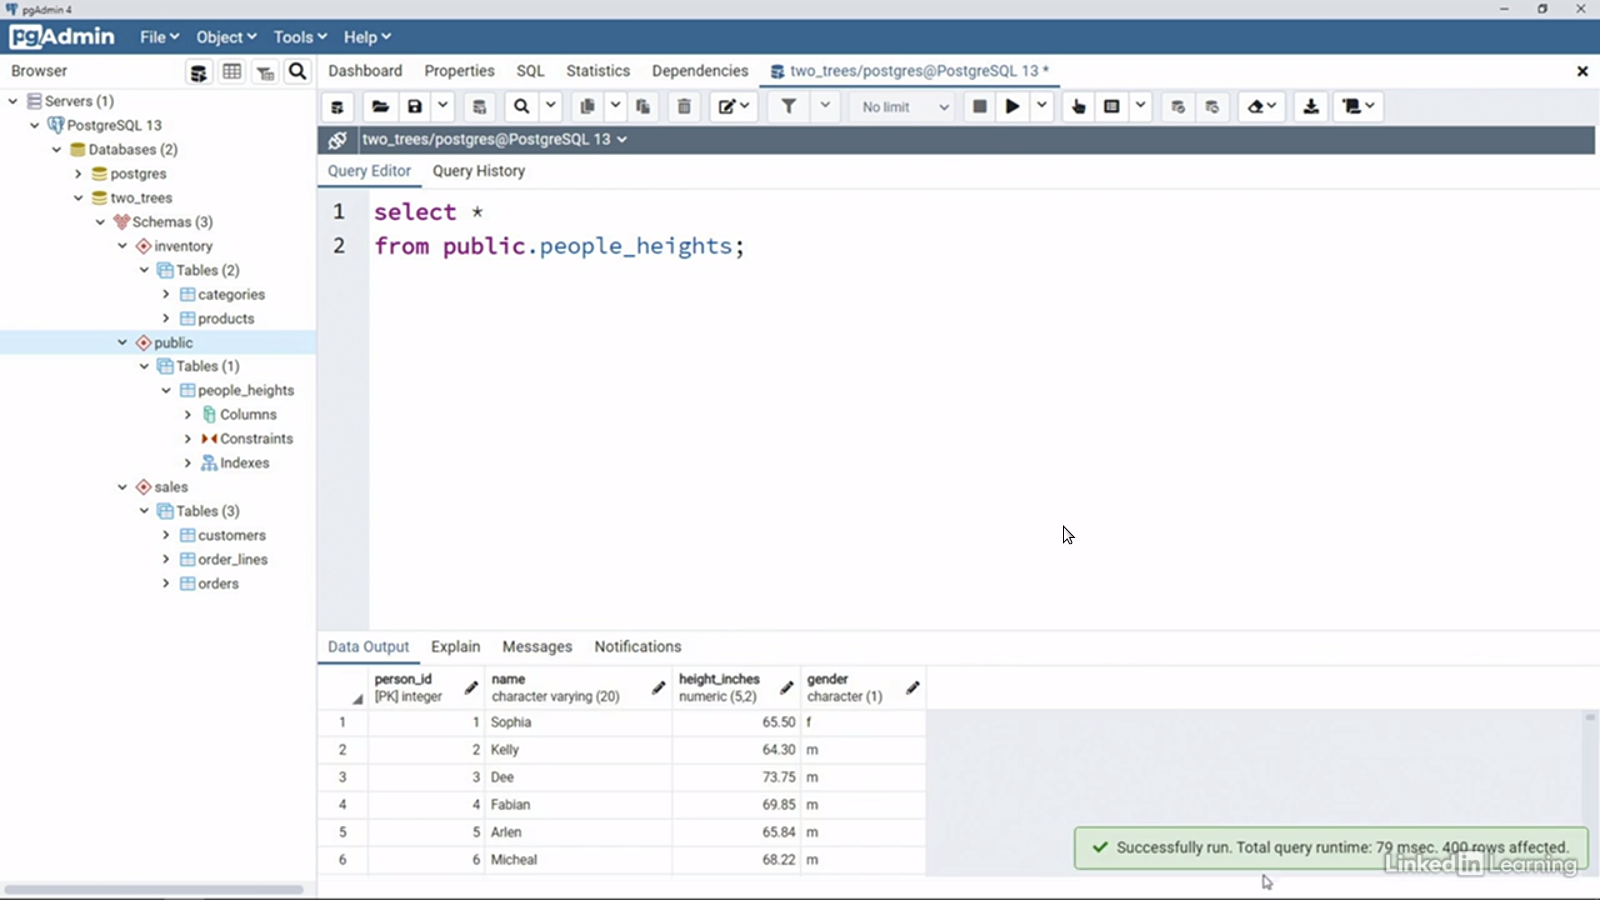 pgAdmin 4
pgAdmin File Object Tools Help
Browser
Dashboard Properties SQL Statistics Dependencies two_trees/postgres@PostgreSQL 13 *
Servers (1)
PostgreSQL 13
Databases (2)
postgres
two_trees
Schemas (3)
inventory
Tables (2)
categories
products
public
Tables (1)
people_heights
Columns
Constraints
Indexes
sales
Tables (3)
customers
order_lines
orders
No limit
two_trees/postgres@PostgreSQL 13
Query Editor Query History
1 select *
2 from public.people_heights;
Data Output Explain Messages Notifications
person_id name height_inches gender
[PK] integer character varying (20) numeric (5,2) character (1)
1 1 Sophia 65.50 f
2 2 Kelly 64.30 m
3 3 Dee 73.75 m
4 4 Fabian 69.85 m
5 5 Arlen 65.84 m
6 6 Micheal 68.22 m
Successfully run. Total query runtime: 79 msec. 400 rows affected.
LinkedIn Learning